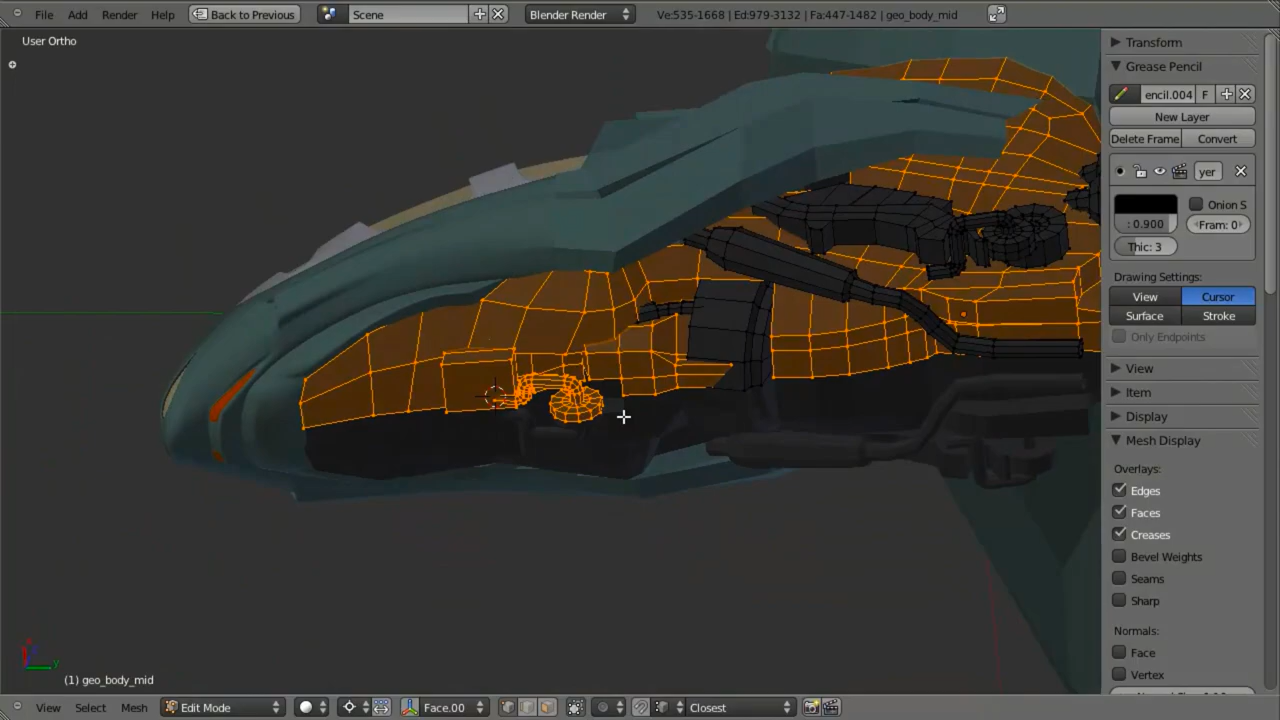 File Add Render Help Back to Previous Scene Blender Render Ve:535-1668 | Ed:979-3132 | Fa:447-1482 | geo_body_mid
User Ortho
Transform
Grease Pencil
encil.004 F
New Layer
Delete Frame Convert
yer
Onion S
: 0.900 Fram: 0
Thic: 3
Drawing Settings:
View Cursor
Surface Stroke
Only Endpoints
View
Item
Display
Mesh Display
Overlays:
Edges
Faces
Creases
Bevel Weights
Seams
Sharp
Normals:
Face
Vertex
y
(1) geo_body_mid
View Select Mesh Edit Mode Face.00 Closest